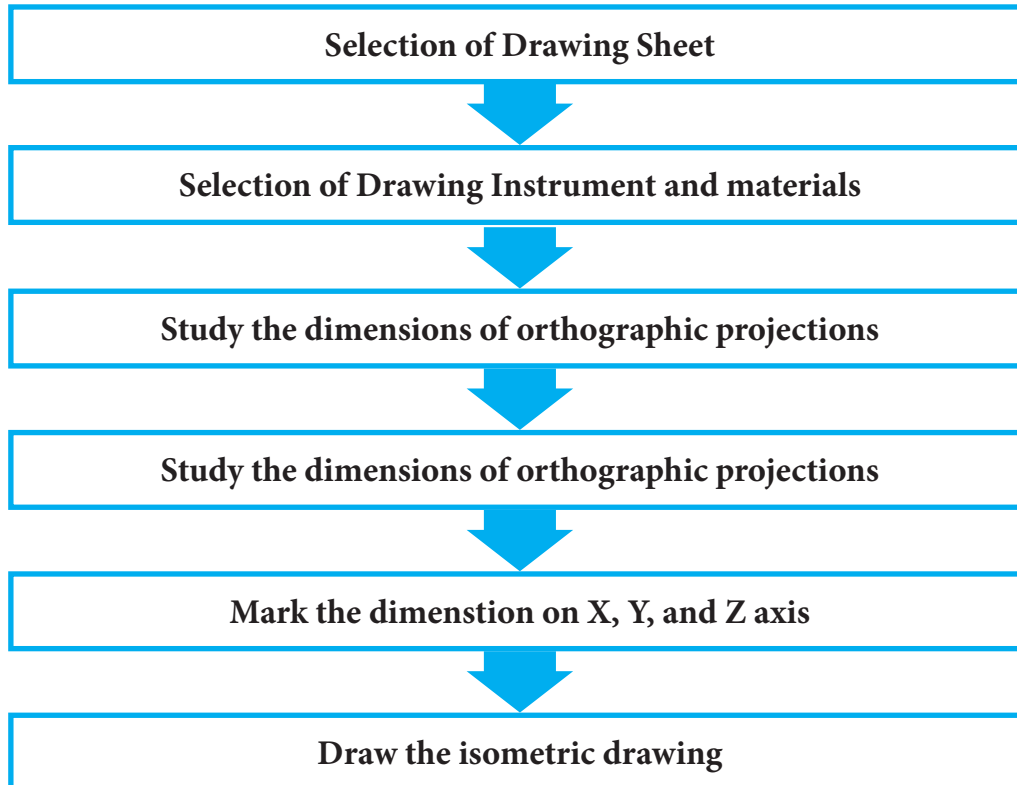 Selection of Drawing Sheet
Selection of Drawing Instrument and materials
Study the dimensions of orthographic projections
Study the dimensions of orthographic projections
Mark the dimenstion on X, Y, and Z axis
Draw the isometric drawing